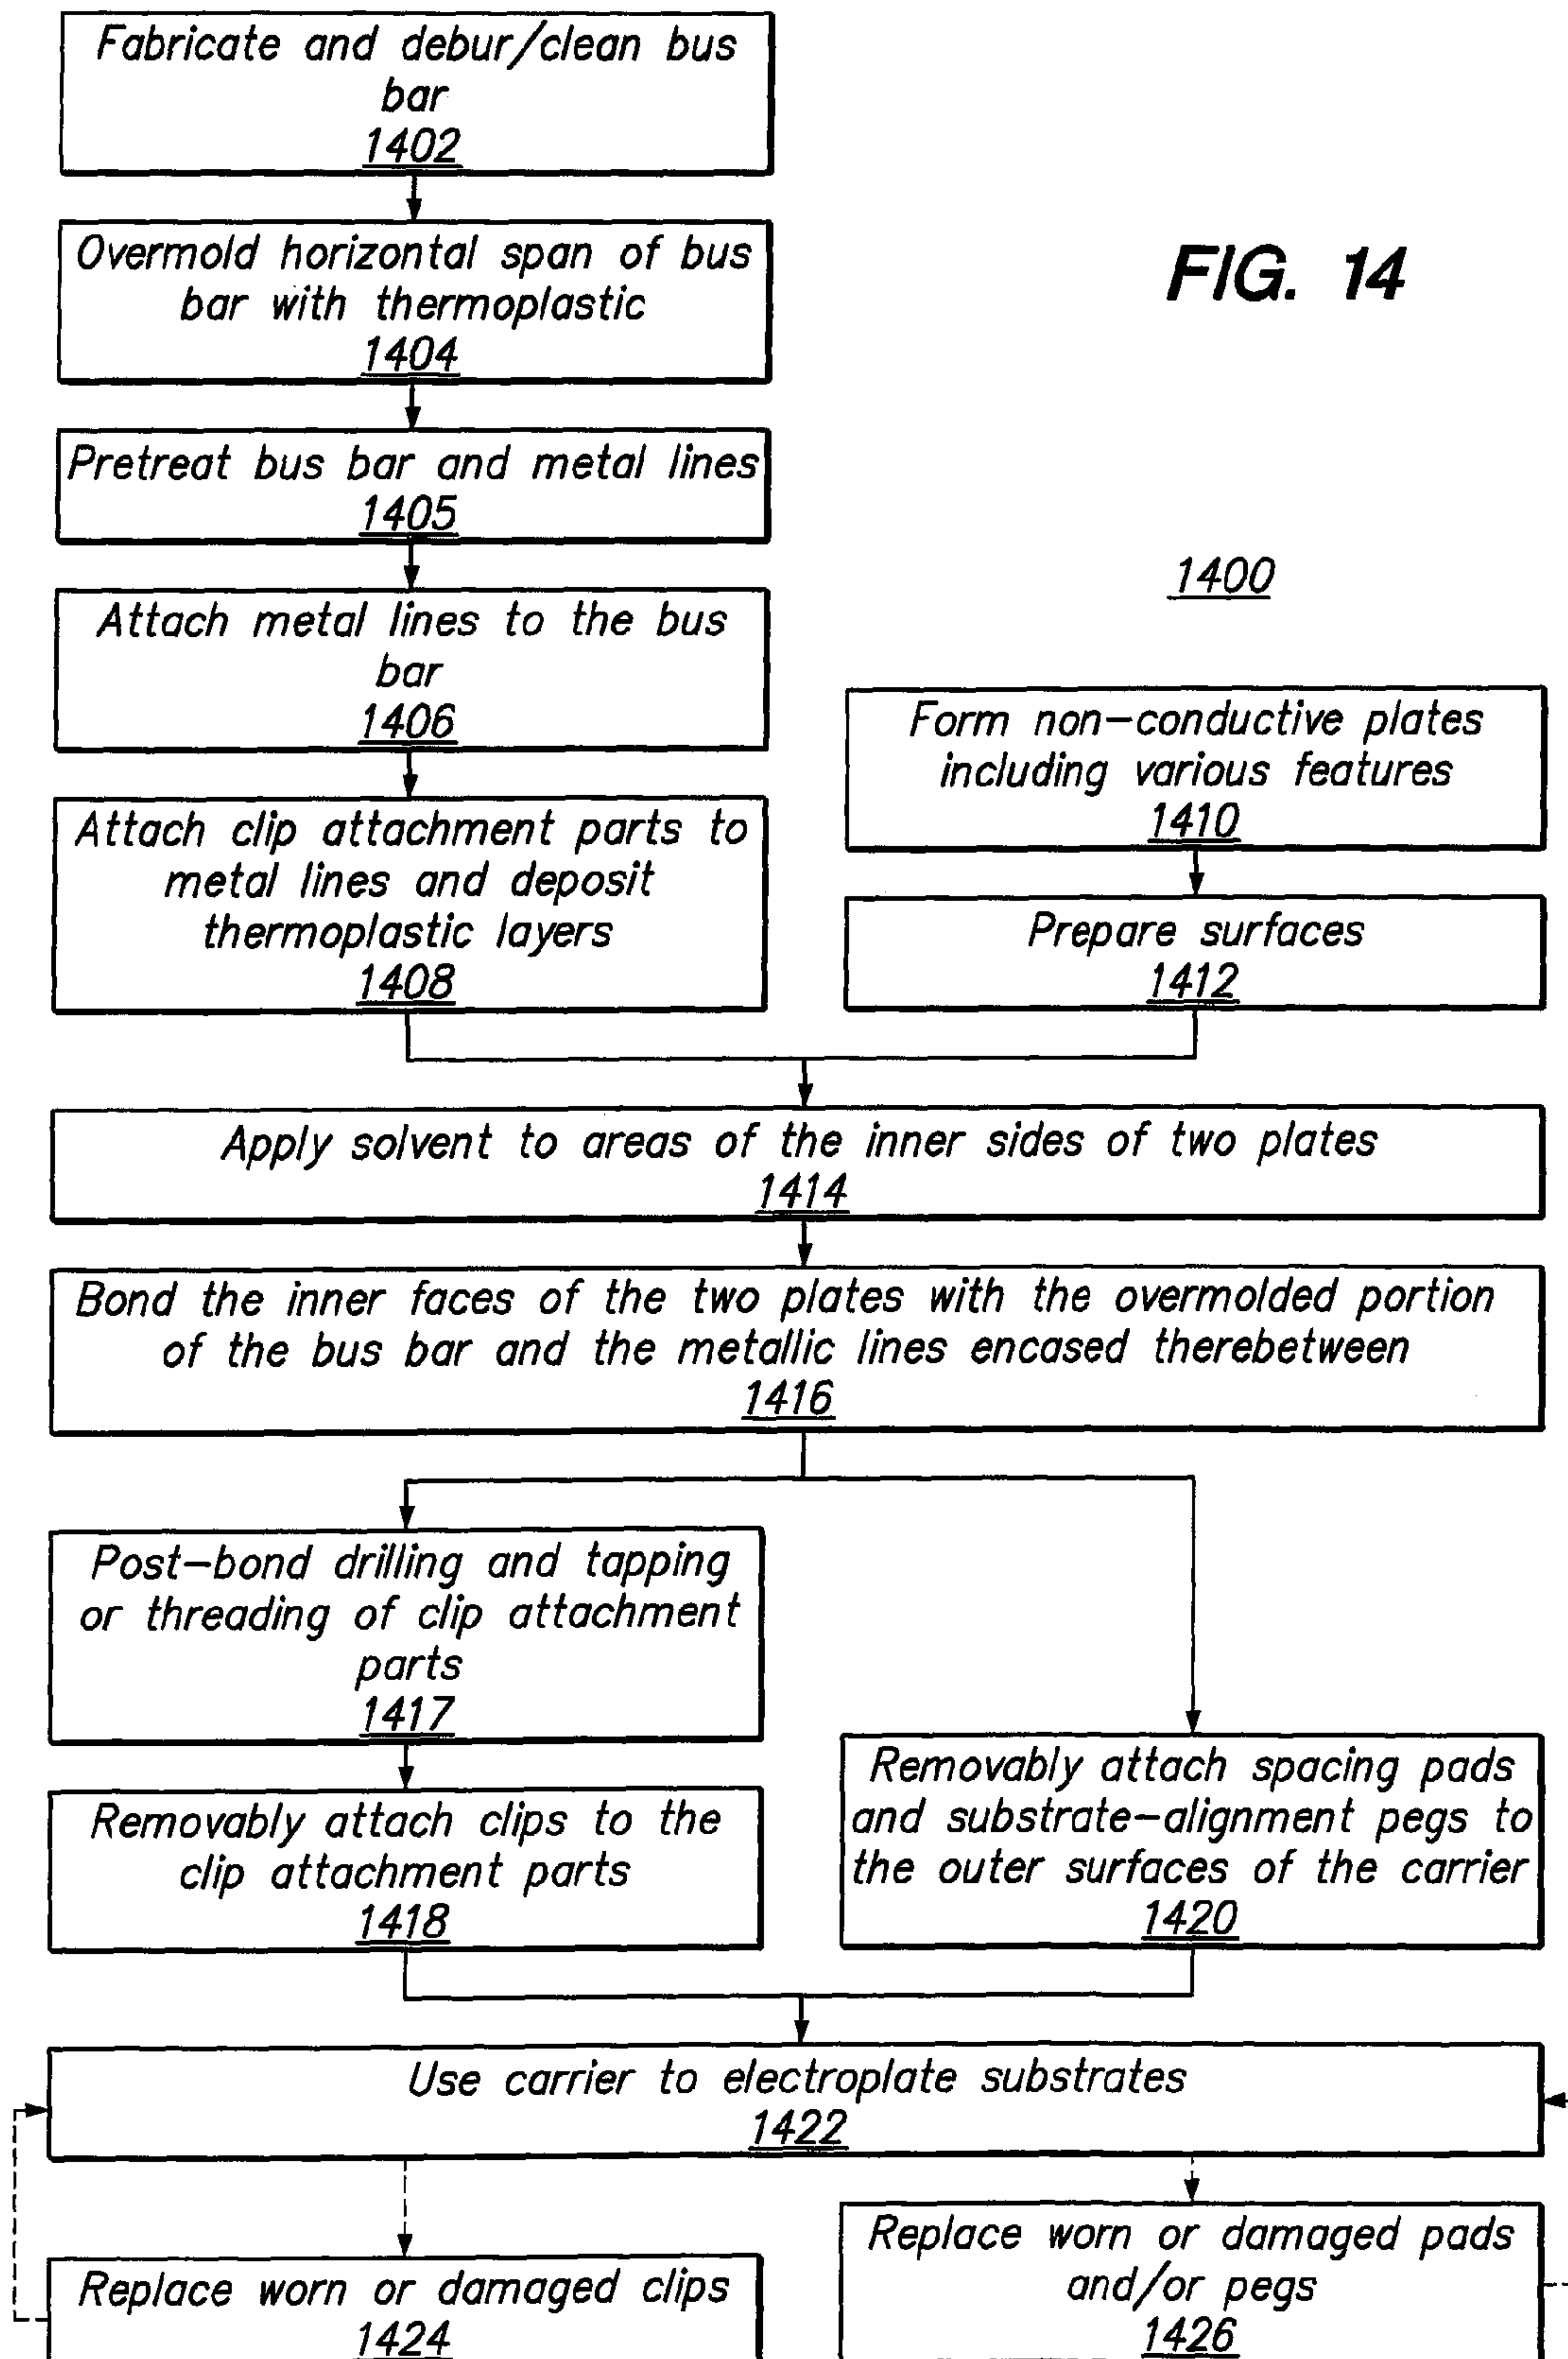 Fabricate and debur/clean bus
bar
1402
Overmold horizontal span of bus
bar with thermoplastic
1404
FIG. 14
Pretreat bus bar and metal lines
1405
1400
Attach metal lines to the bus
bar
1406
Form non-conductive plates
including various features
1410
Attach clip attachment parts to
metal lines and deposit
thermoplastic layers
1408
Prepare surfaces
1412
Apply solvent to areas of the inner sides of two plates
1414
Bond the inner faces of the two plates with the overmolded portion
of the bus bar and the metallic lines encased therebetween
1416
Post-bond drilling and tapping
or threading of clip attachment
parts
1417
Removably attach clips to the
clip attachment parts
1418
Removably attach spacing pads
and substrate-alignment pegs to
the outer surfaces of the carrier
1420
Use carrier to electroplate substrates
1422
Replace worn or damaged clips
1424
Replace worn or damaged pads
and/or pegs
1426